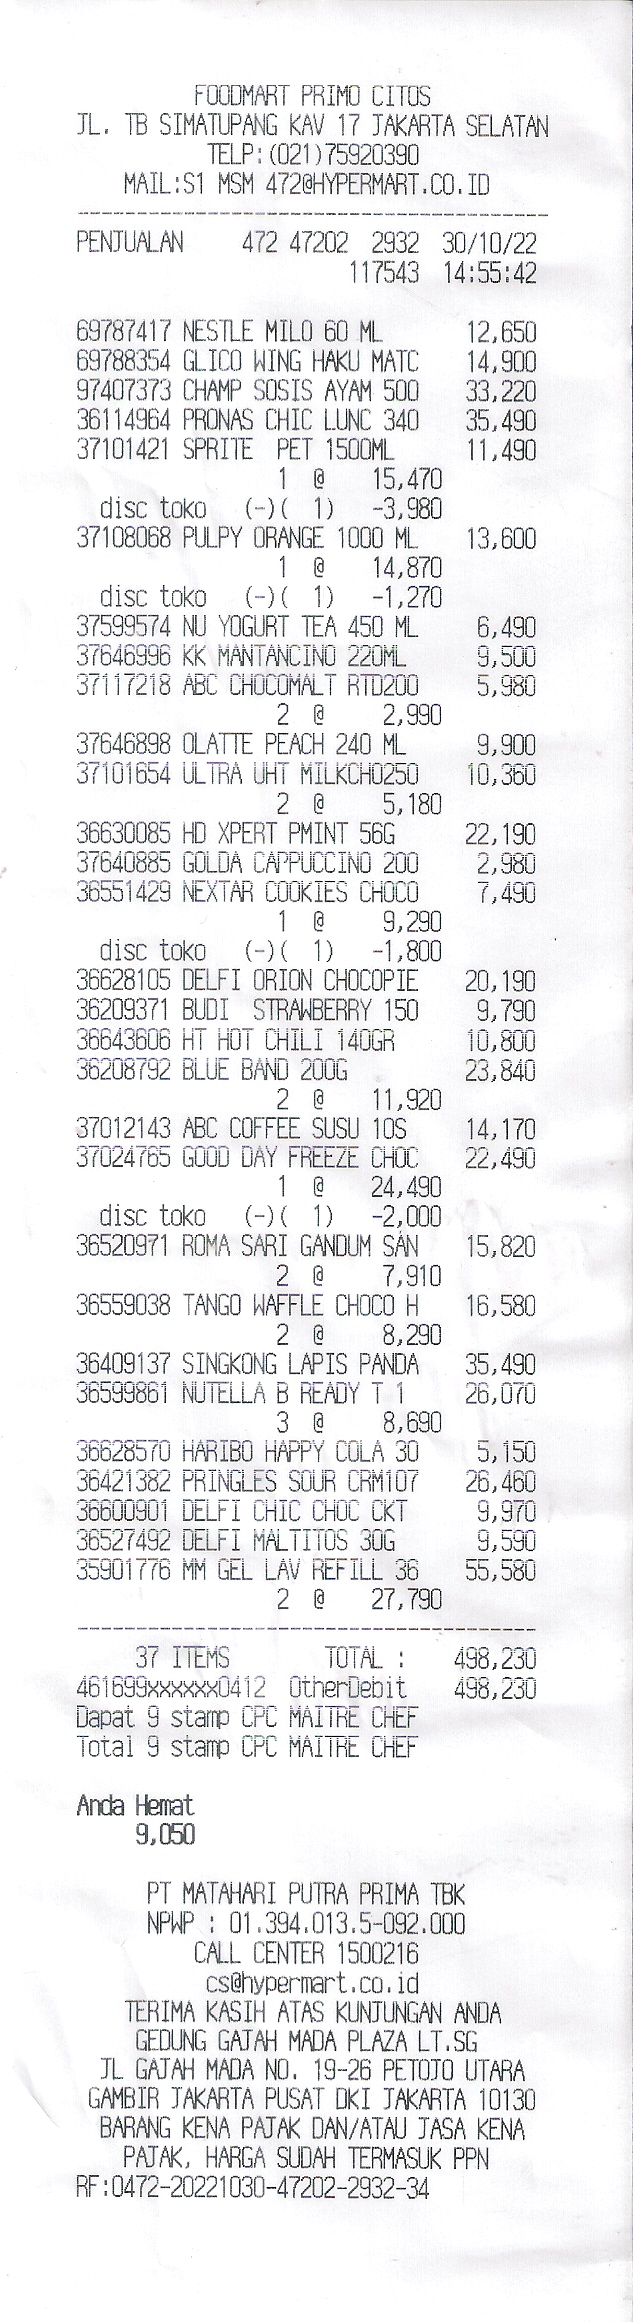 FOODMART PRIMO CITOS
JL. TB SIMATUPANG KAV 17 JAKARTA SELATAN
TELP:(021)75920390
MAIL:S1 MSM 472@HYPERMART.CO.ID
----------------------------------------
PENJUALAN 472 47202 2932 30/10/22
117543 14:55:42
69787417 NESTLE MILO 60 ML 12,650
69788354 GLICO WING HAKU MATC 14,900
97407373 CHAMP SOSIS AYAM 500 33,220
36114964 PRONAS CHIC LUNC 340 35,490
37101421 SPRITE PET 1500ML 11,490
1 @ 15,470
disc toko (-)( 1) -3,980
37108068 PULPY ORANGE 1000 ML 13,600
1 @ 14,870
disc toko (-)( 1) -1,270
37599574 NU YOGURT TEA 450 ML 6,490
37646996 KK MANTANCINO 220ML 9,500
37117218 ABC CHOCOMALT RTD200 5,980
2 @ 2,990
37646898 OLATTE PEACH 240 ML 9,900
37101654 ULTRA UHT MILKCHO250 10,360
2 @ 5,180
36630085 HD XPERT PMINT 56G 22,190
37640885 GOLDA CAPPUCCINO 200 2,980
36551429 NEXTAR COOKIES CHOCO 7,490
1 @ 9,290
disc toko (-)( 1) -1,800
36628105 DELFI ORION CHOCOPIE 20,190
36209371 BUDI STRAWBERRY 150 9,790
36643606 HT HOT CHILI 140GR 10,800
36208792 BLUE BAND 200G 23,840
2 @ 11,920
37012143 ABC COFFEE SUSU 10S 14,170
37024765 GOOD DAY FREEZE CHOC 22,490
1 @ 24,490
disc toko (-)( 1) -2,000
36520971 ROMA SARI GANDUM SAN 15,820
2 @ 7,910
36559038 TANGO WAFFLE CHOCO H 16,580
2 @ 8,290
36409137 SINGKONG LAPIS PANDA 35,490
36599861 NUTELLA B READY T 1 26,070
3 @ 8,690
36628570 HARIBO HAPPY COLA 30 5,150
36421382 PRINGLES SOUR CRM107 26,460
36600901 DELFI CHIC CHOC CKT 9,970
36527492 DELFI MALTITOS 30G 9,590
35901776 MM GEL LAV REFILL 36 55,580
2 @ 27,790
----------------------------------------
37 ITEMS TOTAL : 498,230
461699xxxxxx0412 OtherDebit 498,230
Dapat 9 stamp CPC MAITRE CHEF
Total 9 stamp CPC MAITRE CHEF
Anda Hemat
9,050
PT MATAHARI PUTRA PRIMA TBK
NPWP : 01.394.013.5-092.000
CALL CENTER 1500216
cs@hypermart.co.id
TERIMA KASIH ATAS KUNJUNGAN ANDA
GEDUNG GAJAH MADA PLAZA LT.SG
JL GAJAH MADA NO. 19-26 PETOJO UTARA
GAMBIR JAKARTA PUSAT DKI JAKARTA 10130
BARANG KENA PAJAK DAN/ATAU JASA KENA
PAJAK, HARGA SUDAH TERMASUK PPN
RF:0472-20221030-47202-2932-34